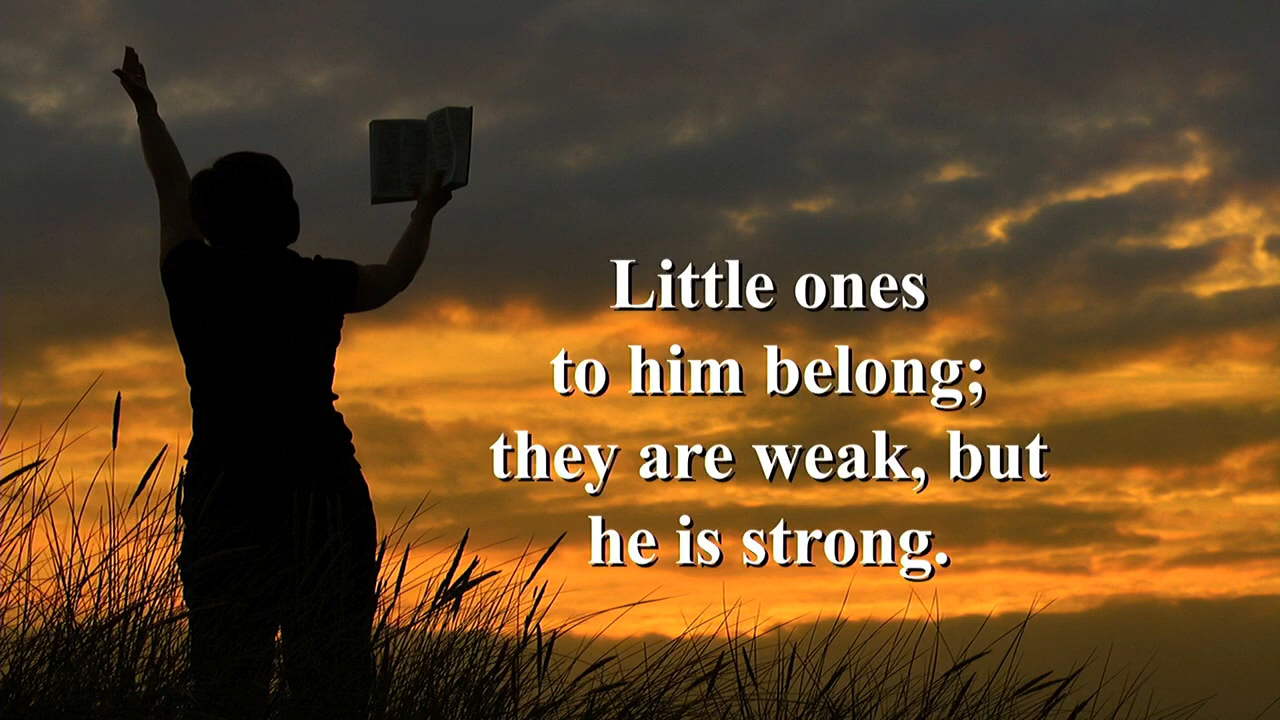 Little ones
to him belong;
they are weak, but
he is strong.